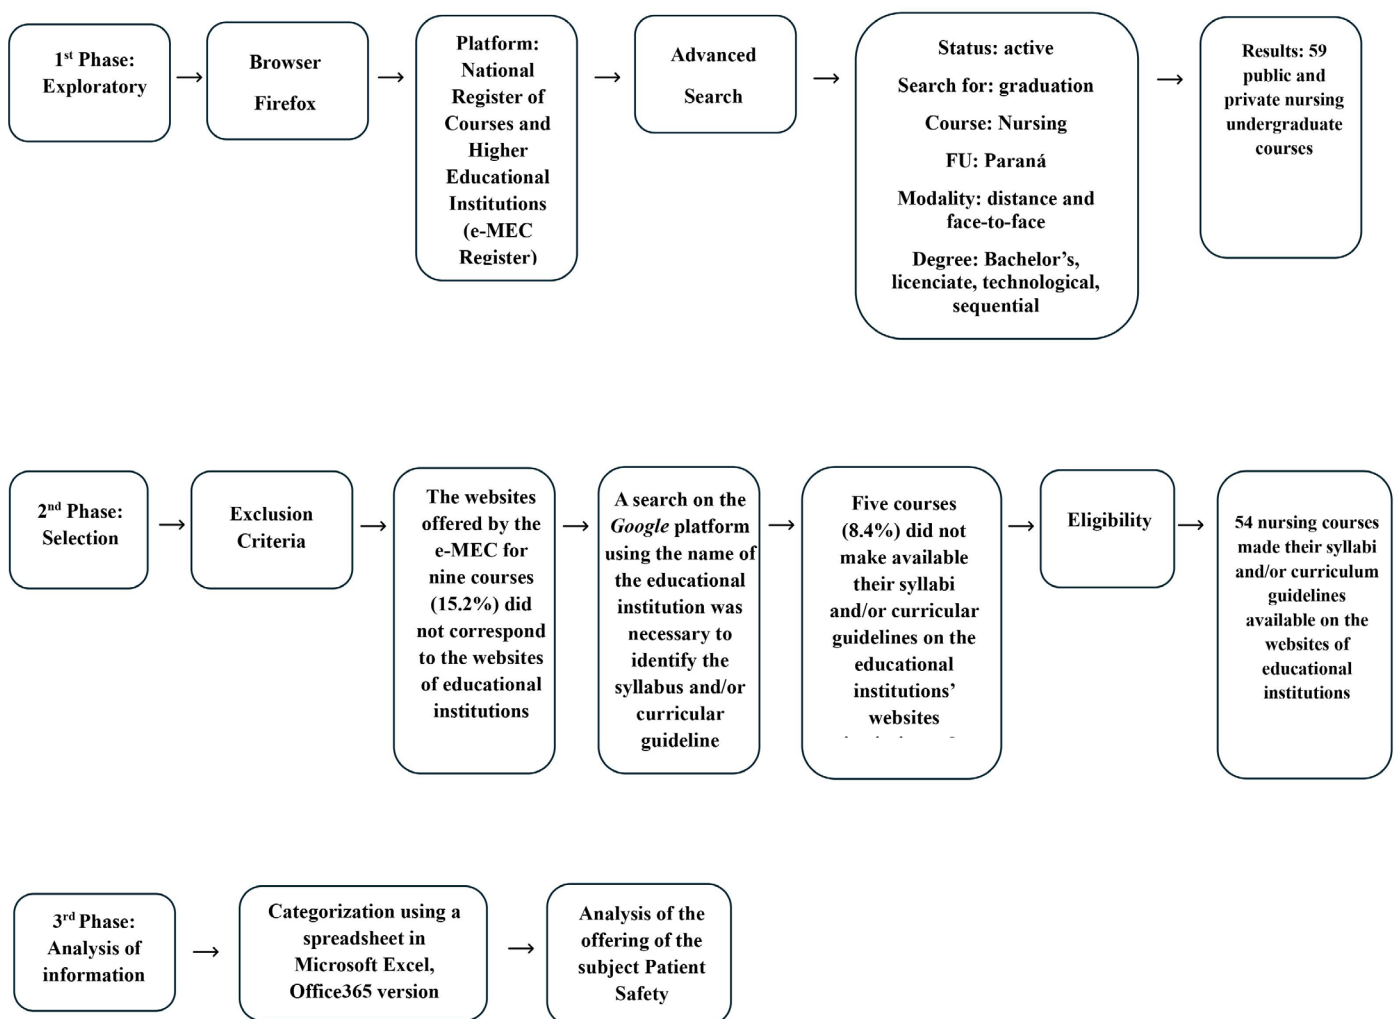 1st Phase:
Exploratory
Browser
Firefox
Platform:
National
Register of
Courses and
Higher
Educational
Institutions
(e-MEC
Register)
Advanced
Search
Status: active
Search for: graduation
Course: Nursing
FU: Paraná
Modality: distance and
face-to-face
Degree: Bachelor's,
licenciate, technological,
sequential
Results: 59
public and
private nursing
undergraduate
courses
2nd Phase:
Selection
Exclusion
Criteria
The websites
offered by the
e-MEC for
nine courses
(15.2%) did
not correspond
to the websites
of educational
institutions
A search on the
Google platform
using the name of
the educational
institution was
necessary to
identify the
syllabus and/or
curricular
guideline
Five courses
(8.4%) did not
make available
their syllabi
and/or curricular
guidelines on the
educational
institutions'
websites
Eligibility
54 nursing courses
made their syllabi
and/or curriculum
guidelines
available on the
websites of
educational
institutions
3rd Phase:
Analysis of
information
Categorization using a
spreadsheet in
Microsoft Excel,
Office365 version
Analysis of the
offering of the
subject Patient
Safety